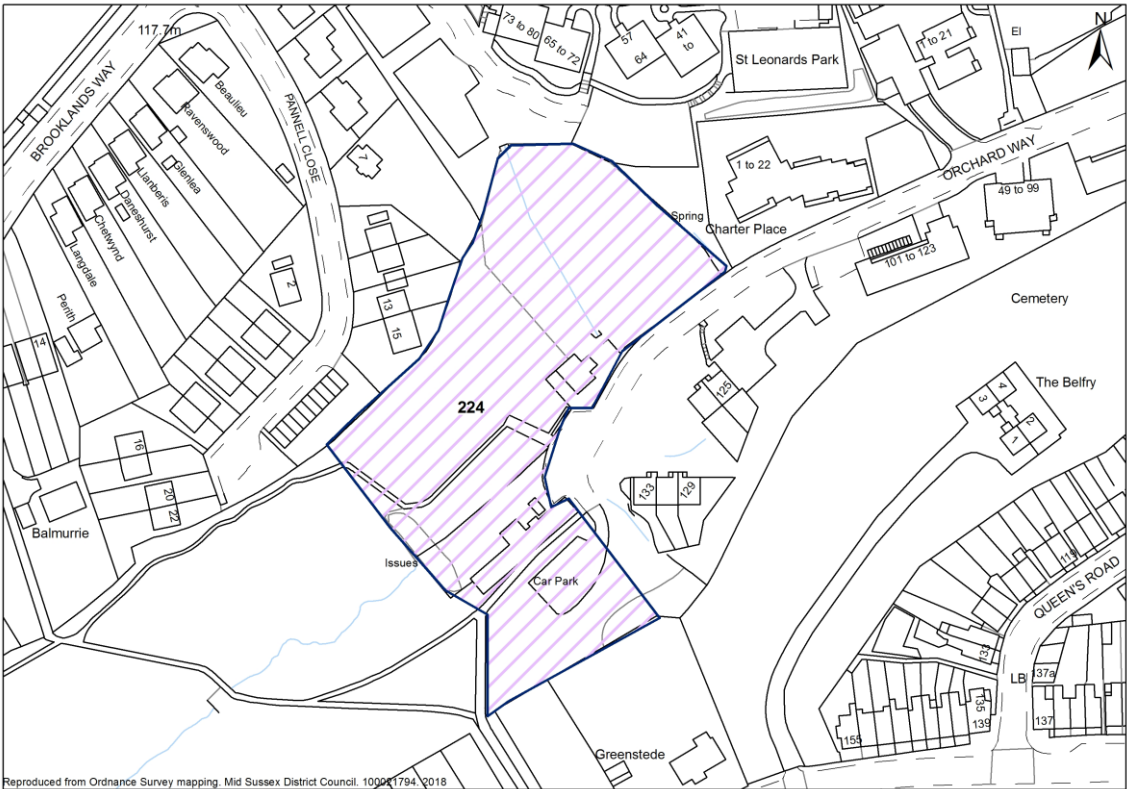 117.7m
BROOKLANDS WAY
73 to 80
65 to 72
57
64
41
to
St Leonards Park
1 to 21
El
N
Beaulieu
Ravenswood
Glenlea
Llanberis
Daneshurst
Chetwynd
Langdale
Penth
PANNELL CLOSE
7
2
13
15
14
1 to 22
ORCHARD WAY
49 to 99
Spring
Charter Place
101 to 123
Cemetery
224
125
The Belfry
4
3
2
1
16
20
22
Balmurrie
133
129
Issues
Car Park
119
QUEEN'S ROAD
133
LB
137a
135
139
137
155
Greenstede
Reproduced from Ordnance Survey mapping. Mid Sussex District Council. 100021794. 2018